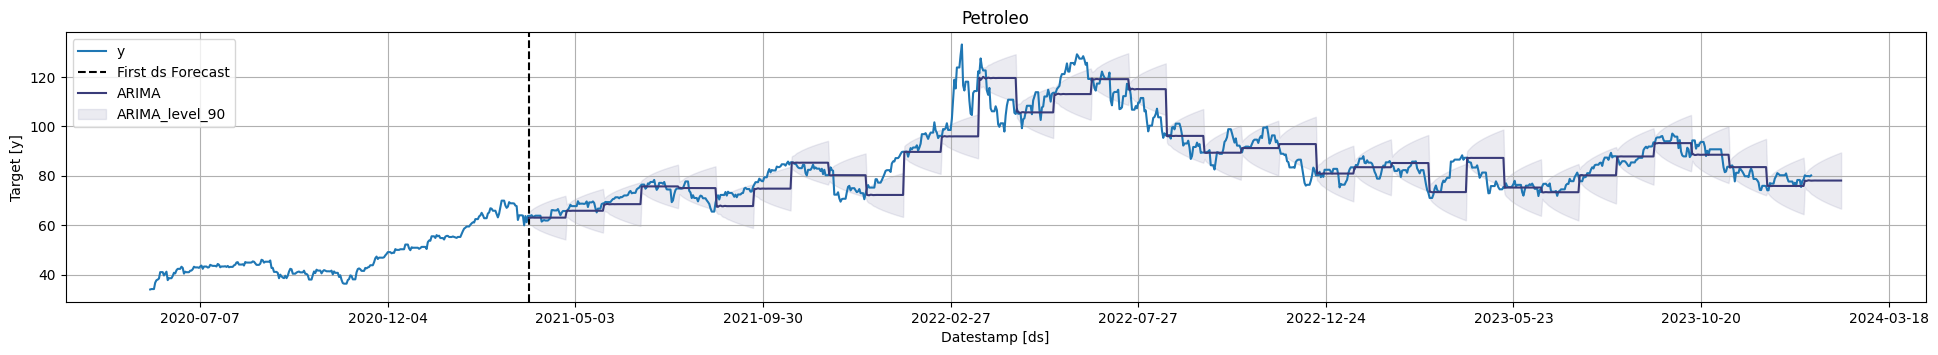 Petroleo
y
First ds Forecast
ARIMA
ARIMA_level_90
Target [y]
120
100
80
60
40
2020-07-07 2020-12-04 2021-05-03 2021-09-30 2022-02-27 2022-07-27 2022-12-24 2023-05-23 2023-10-20 2024-03-18
Datestamp [ds]